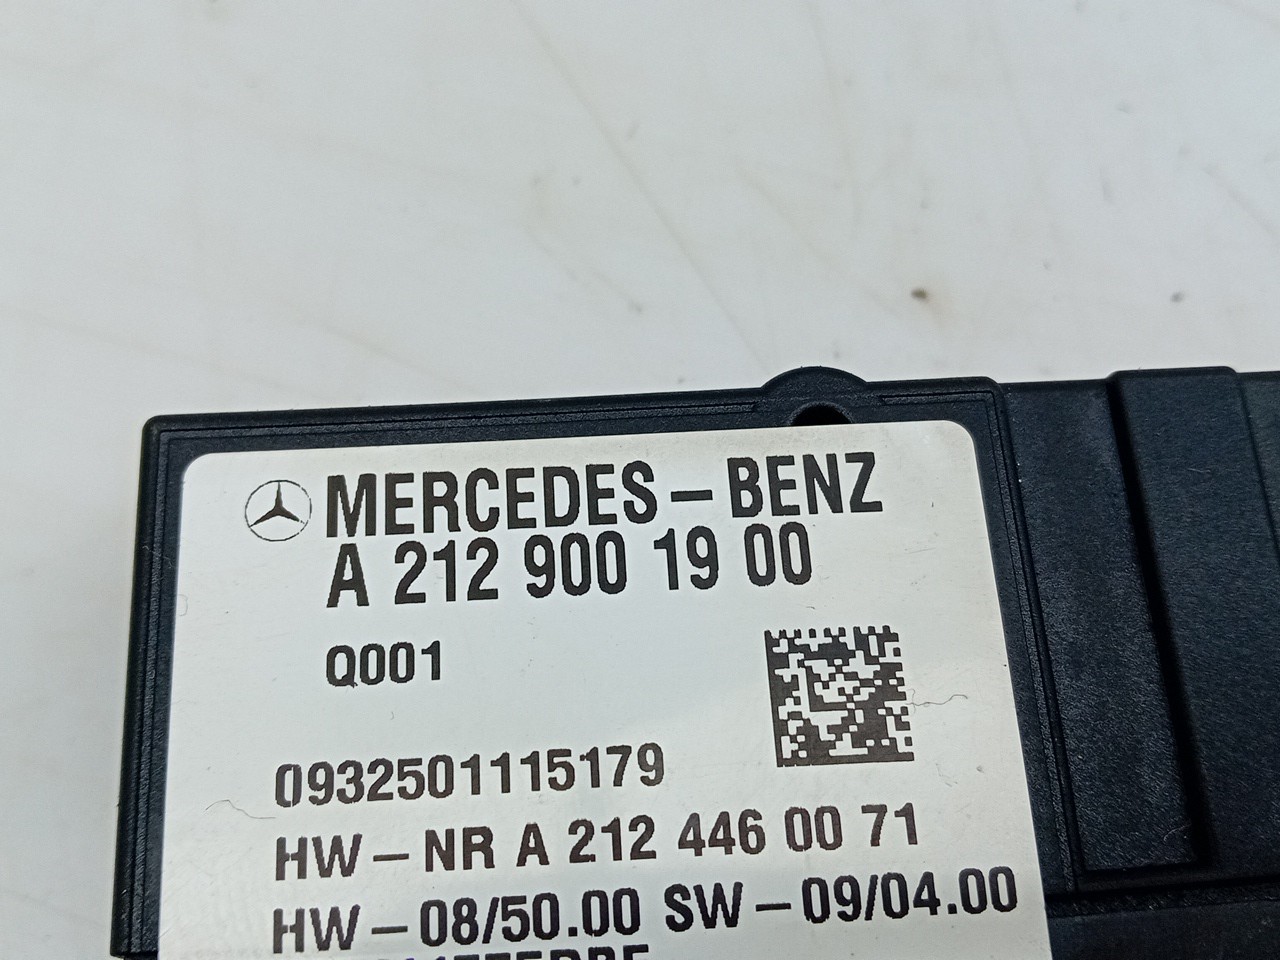 MERCEDES-BENZ
A 212 900 19 00
Q001
0932501115179
HW-NR A 212 446 00 71
HW-08/50.00 SW-09/04.00